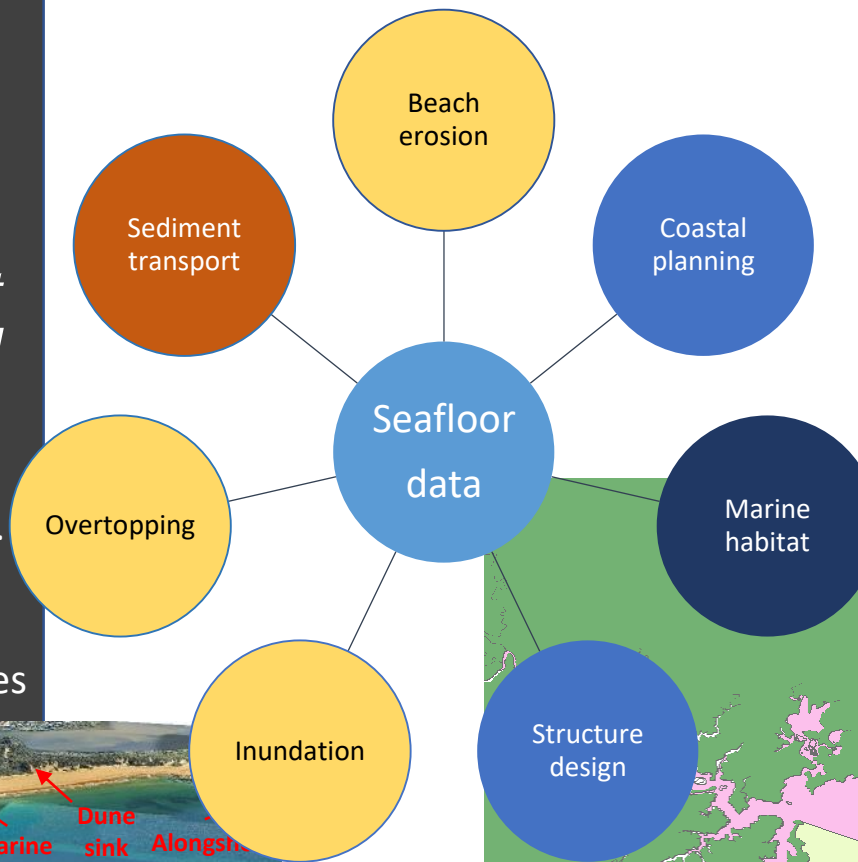 Beach
erosion
Sediment
transport
Coastal
planning
Seafloor
data
Overtopping
Marine
habitat
Inundation
Structure
design
Dune
sink